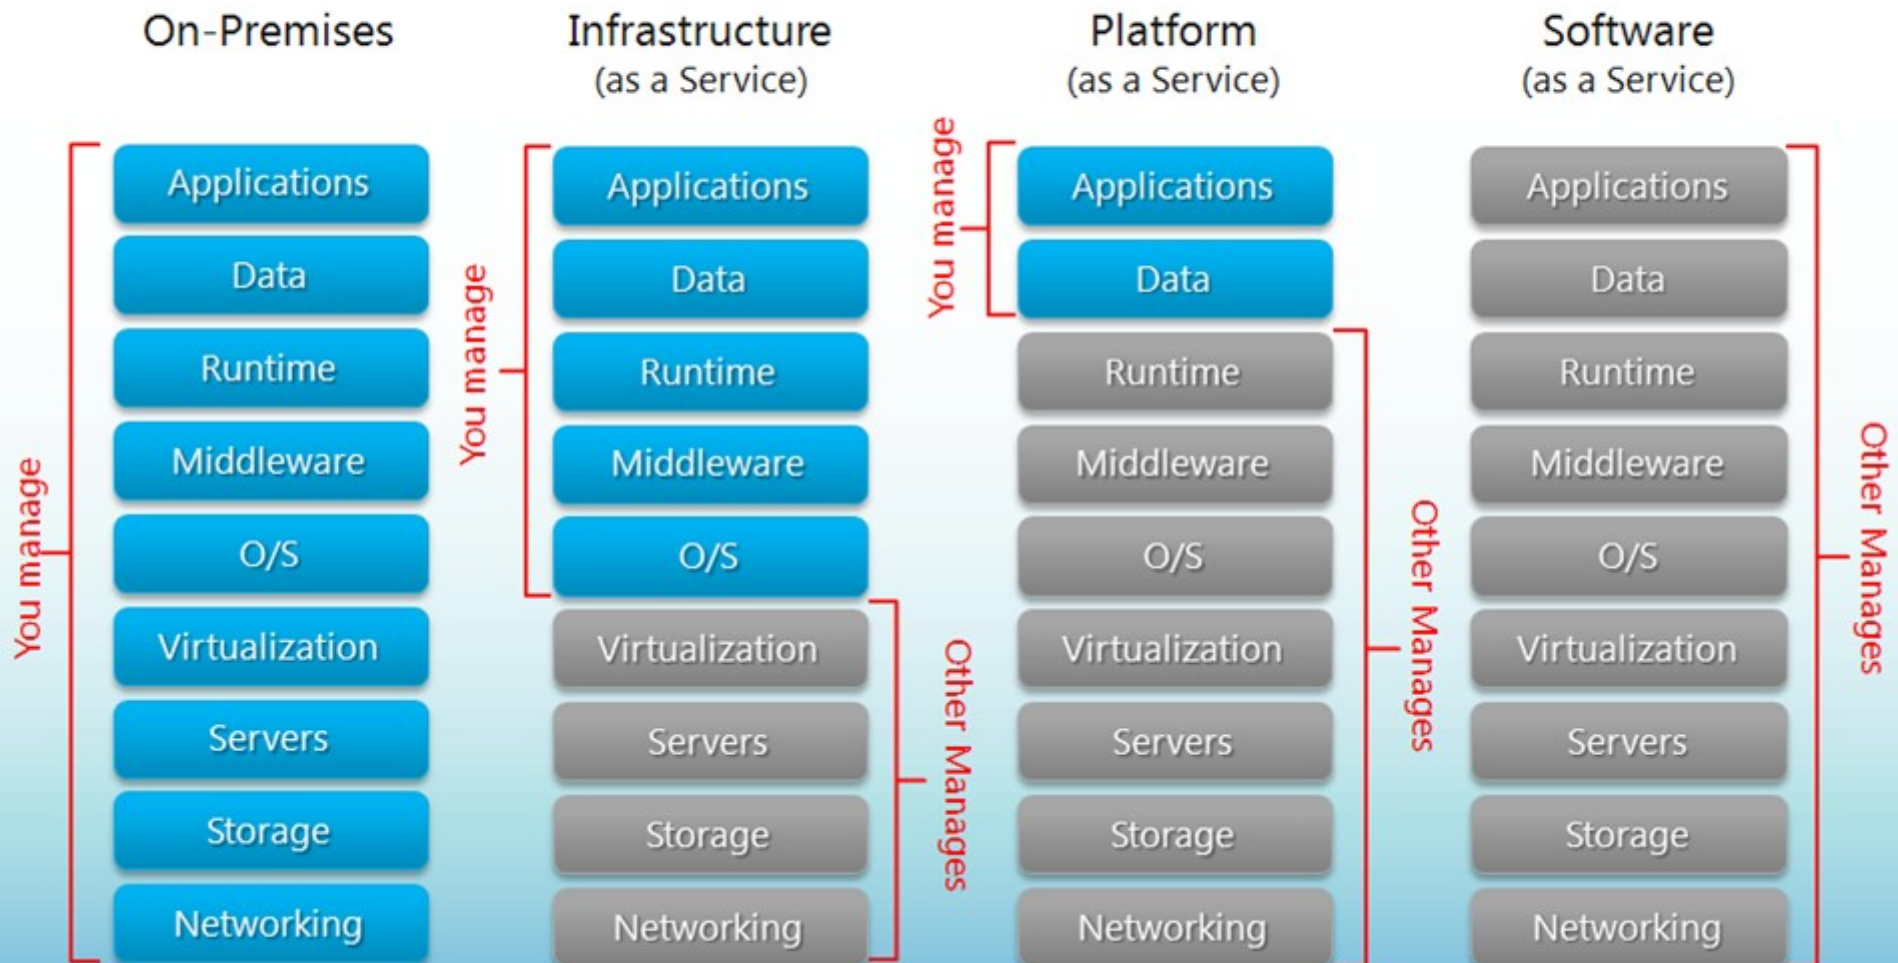 On-Premises
You manage
Applications
Data
Runtime
Middleware
O/S
Virtualization
Servers
Storage
Networking
Infrastructure
(as a Service)
You manage
Applications
Data
Runtime
Middleware
O/S
Virtualization
Servers
Storage
Networking
Other Manages
Platform
(as a Service)
You manage
Applications
Data
Runtime
Middleware
O/S
Virtualization
Servers
Storage
Networking
Other Manages
Software
(as a Service)
Applications
Data
Runtime
Middleware
O/S
Virtualization
Servers
Storage
Networking
Other Manages